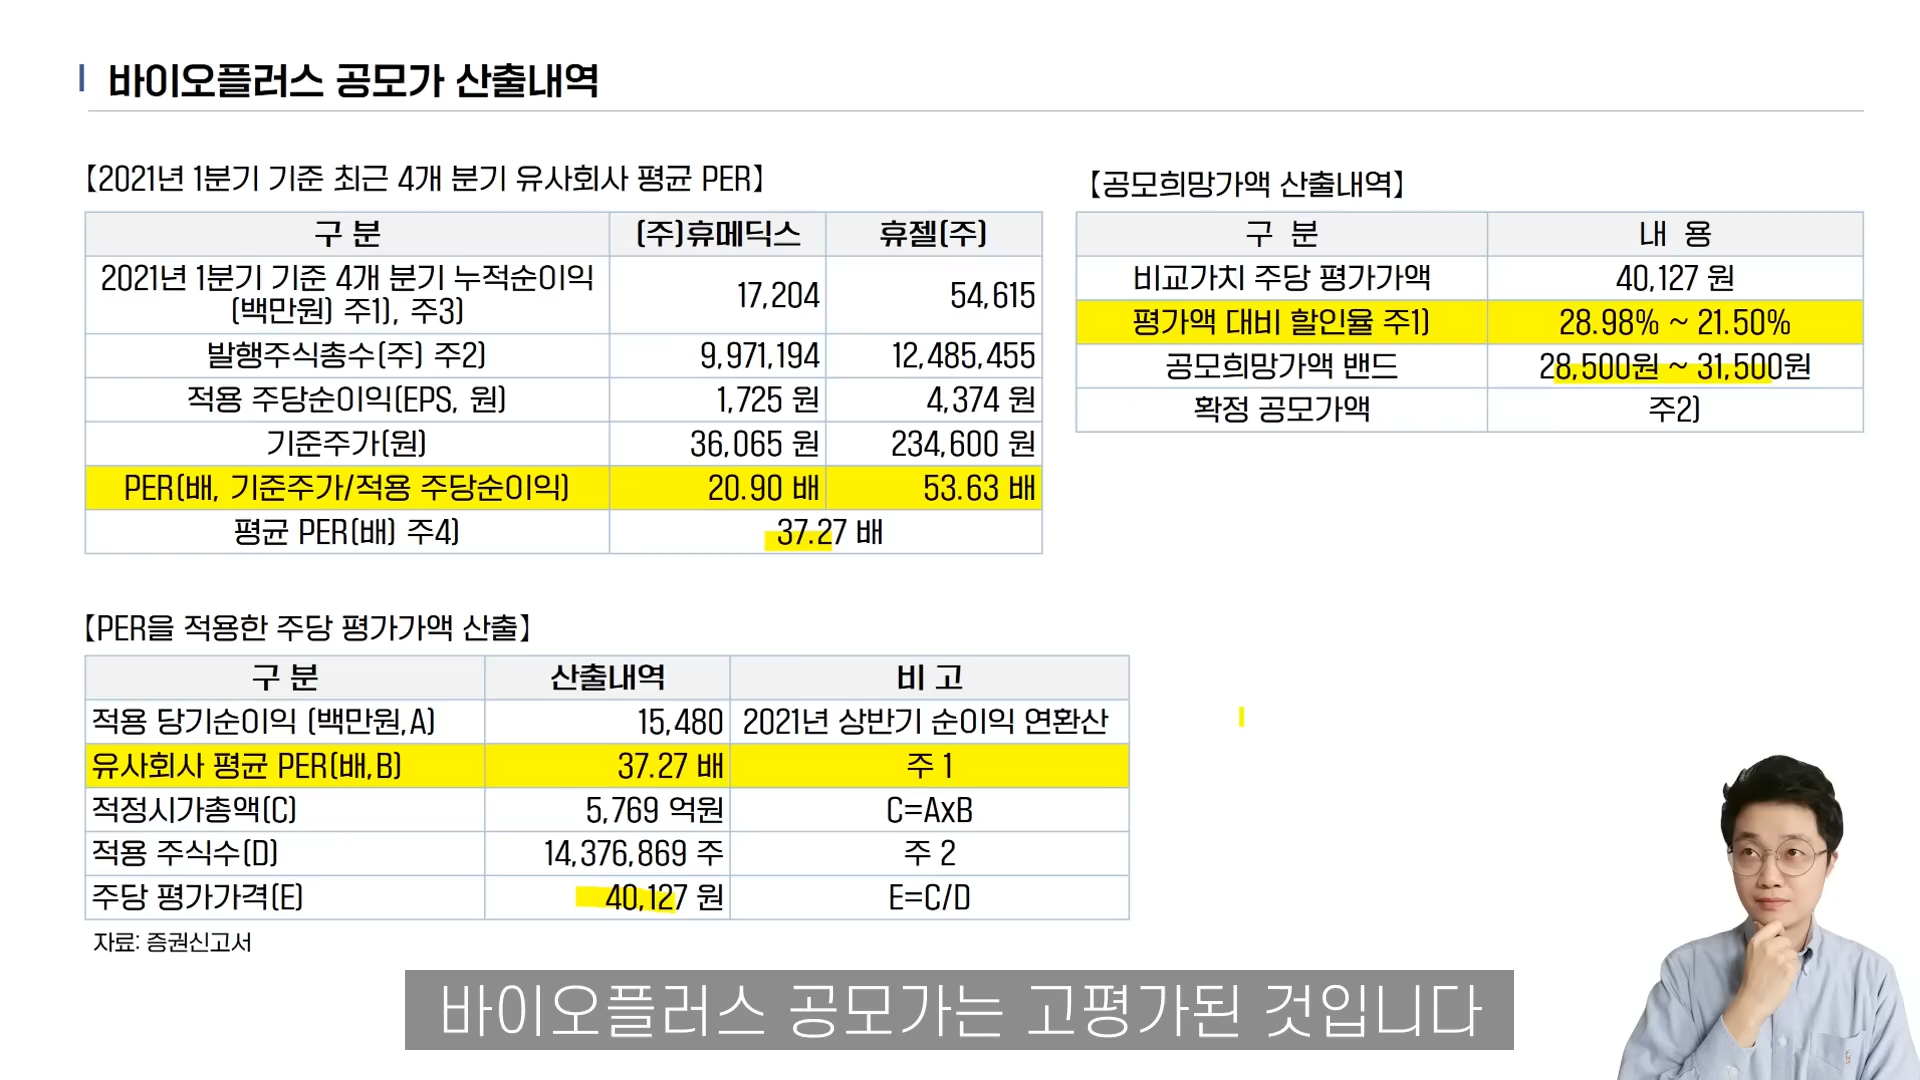 바이오플러스 공모가 산출내역
【2021년 1분기 기준 최근 4개 분기 유사회사 평균 PER】
구 분 (주)휴메딕스 휴젤(주)
2021년 1분기 기준 4개 분기 누적순이익
(백만원) 주1), 주3) 17,204 54,615
발행주식총수(주) 주2) 9,971,194 12,485,455
적용 주당순이익(EPS, 원) 1,725 원 4,374 원
기준주가(원) 36,065 원 234,600 원
PER(배, 기준주가/적용 주당순이익) 20.90 배 53.63 배
평균 PER(배) 주4) 37.27 배
【공모희망가액 산출내역】
구 분 내 용
비교가치 주당 평가가액 40,127 원
평가액 대비 할인율 주1) 28.98% ~ 21.50%
공모희망가액 밴드 28,500원 ~ 31,500원
확정 공모가액 주2)
【PER을 적용한 주당 평가가액 산출】
구 분 산출내역 비 고
적용 당기순이익 (백만원,A) 15,480 2021년 상반기 순이익 연환산
유사회사 평균 PER(배,B) 37.27 배 주 1
적정시가총액(C) 5,769 억원 C=AxB
적용 주식수(D) 14,376,869 주 주 2
주당 평가가격(E) 40,127 원 E=C/D
자료: 증권신고서
바이오플러스 공모가는 고평가된 것입니다